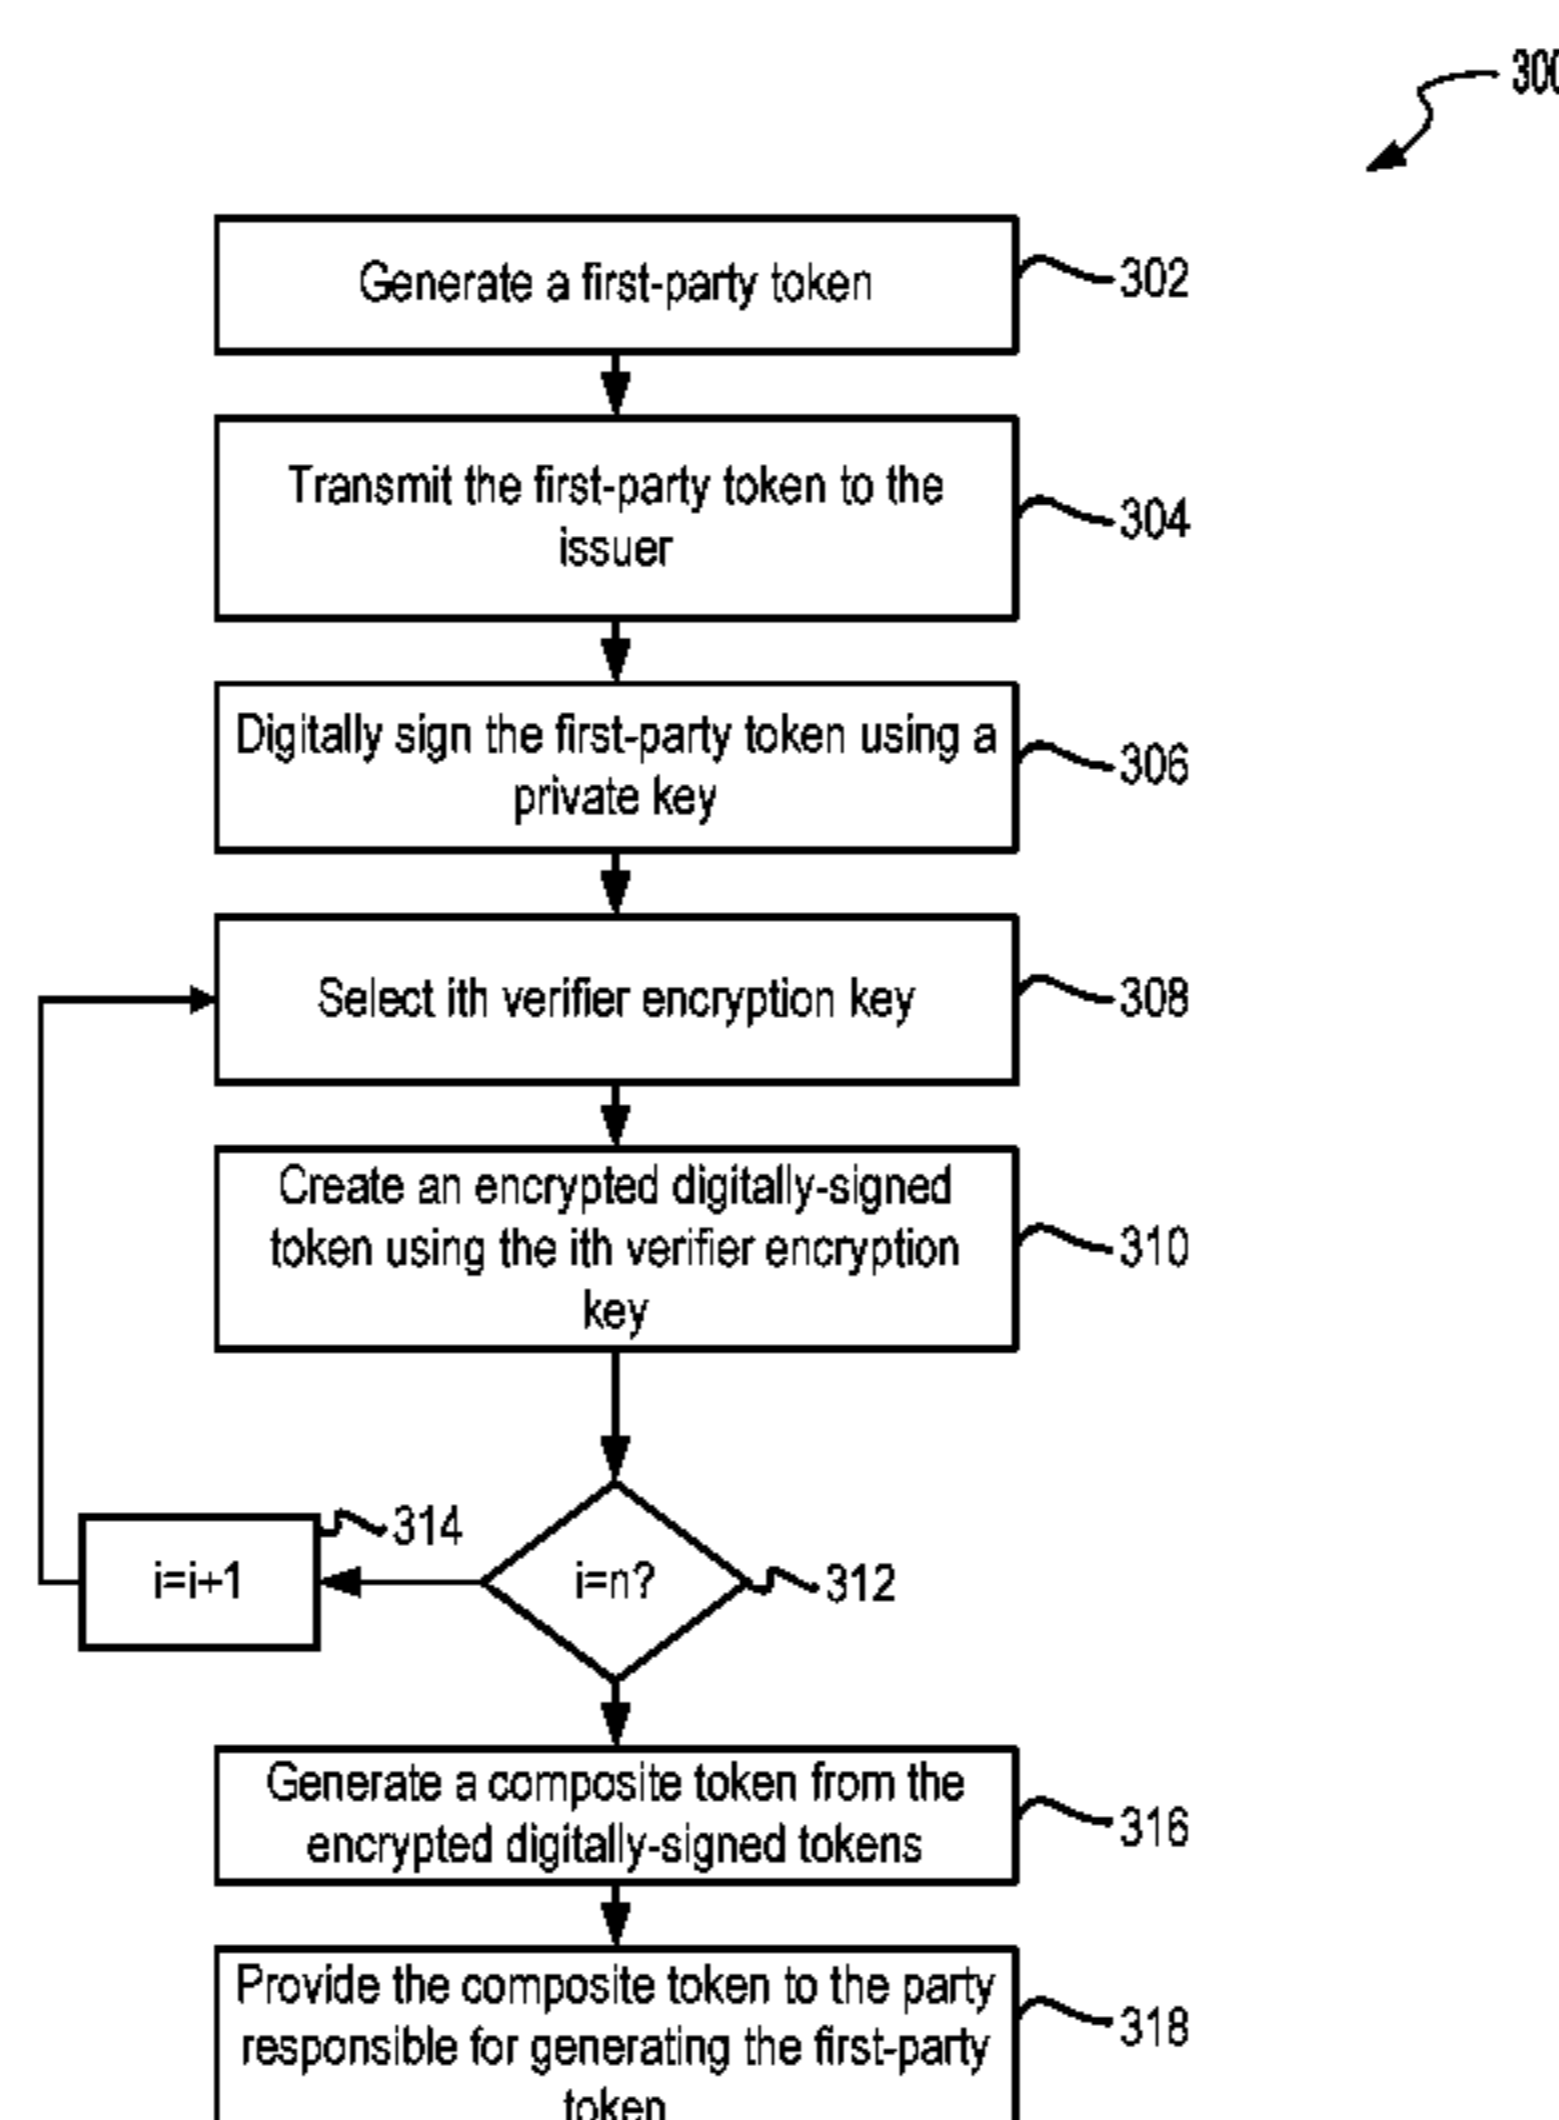 300
Generate a first-party token
302
Transmit the first-party token to the
issuer
304
Digitally sign the first-party token using a
private key
306
Select ith verifier encryption key
308
Create an encrypted digitally-signed
token using the ith verifier encryption
key
310
314
i=i+1
i=n?
312
Generate a composite token from the
encrypted digitally-signed tokens
316
Provide the composite token to the party
responsible for generating the first-party
token
318